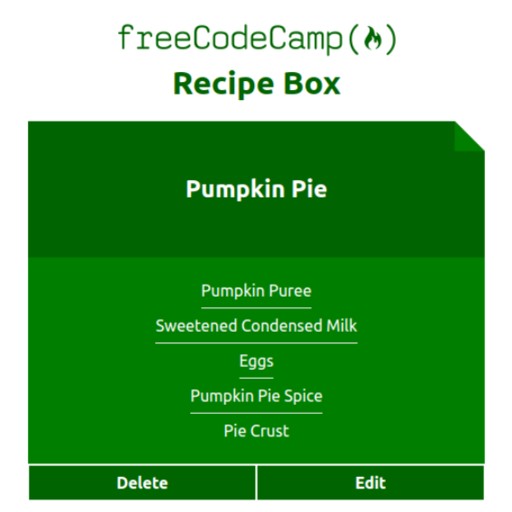 freeCodeCamp(🔥)
Recipe Box
Pumpkin Pie
Pumpkin Puree
Sweetened Condensed Milk
Eggs
Pumpkin Pie Spice
Pie Crust
Delete
Edit